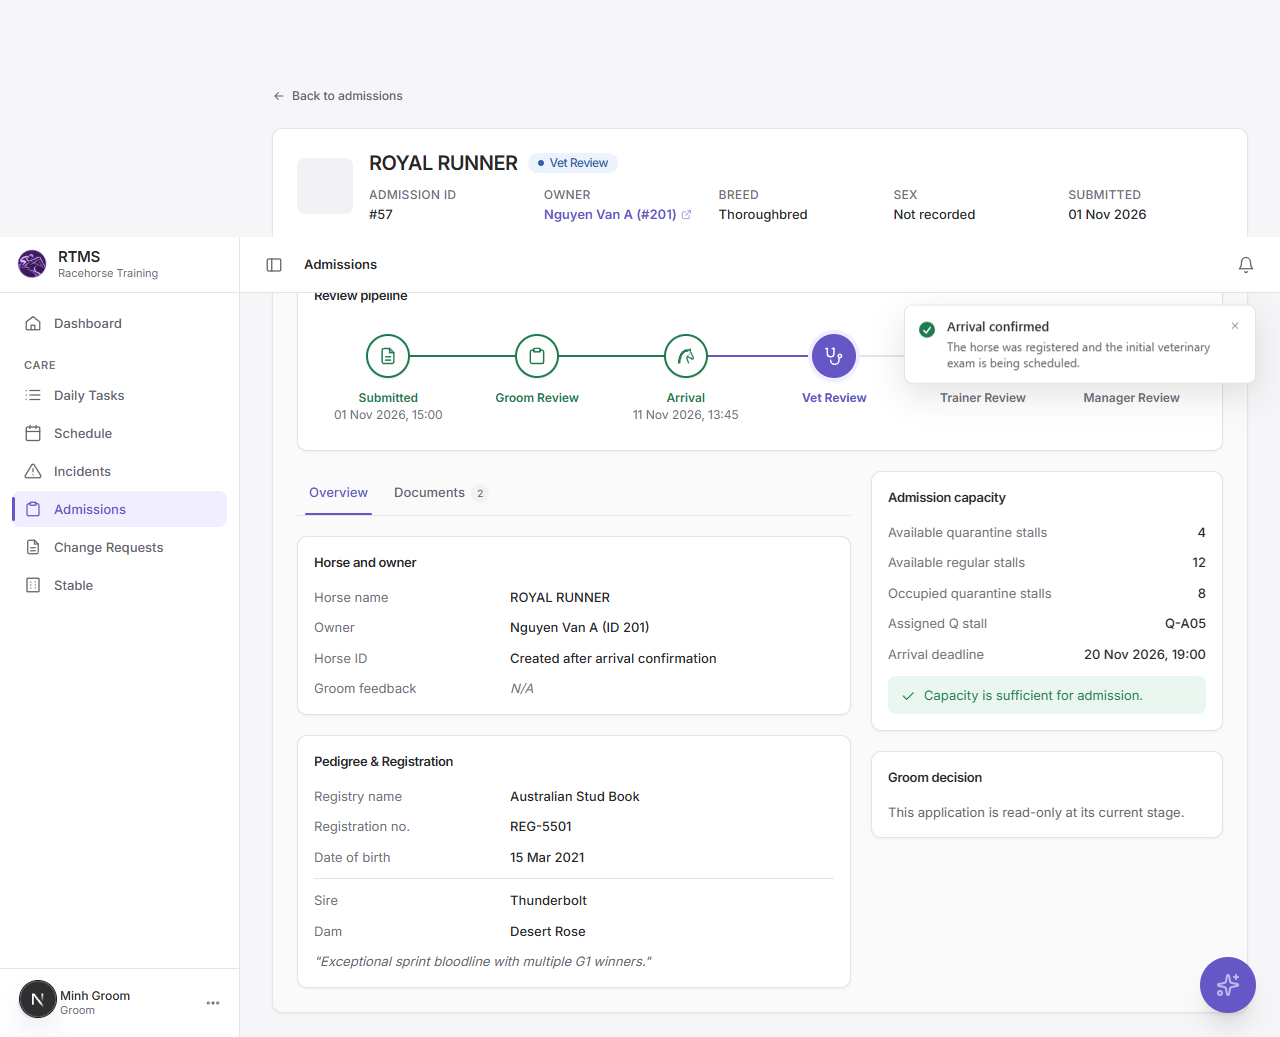 Back to admissions
ROYAL RUNNER
Vet Review
ADMISSION ID
#57
OWNER
Nguyen Van A (#201)
BREED
Thoroughbred
SEX
Not recorded
SUBMITTED
01 Nov 2026
RTMS
Racehorse Training
Admissions
Dashboard
CARE
Daily Tasks
Schedule
Incidents
Admissions
Change Requests
Stable
Minh Groom
Groom
N
Review pipeline
Submitted
01 Nov 2026, 15:00
Groom Review
Arrival
11 Nov 2026, 13:45
Vet Review
Trainer Review
Manager Review
Arrival confirmed
The horse was registered and the initial veterinary
exam is being scheduled.
Overview
Documents 2
Horse and owner
Horse name ROYAL RUNNER
Owner Nguyen Van A (ID 201)
Horse ID Created after arrival confirmation
Groom feedback N/A
Pedigree & Registration
Registry name Australian Stud Book
Registration no. REG-5501
Date of birth 15 Mar 2021
Sire Thunderbolt
Dam Desert Rose
"Exceptional sprint bloodline with multiple G1 winners."
Admission capacity
Available quarantine stalls 4
Available regular stalls 12
Occupied quarantine stalls 8
Assigned Q stall Q-A05
Arrival deadline 20 Nov 2026, 19:00
Capacity is sufficient for admission.
Groom decision
This application is read-only at its current stage.